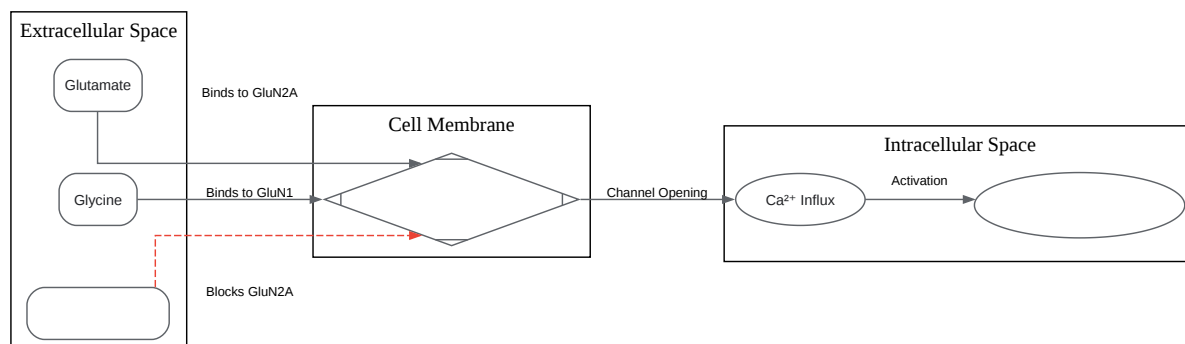 Extracellular Space
Glutamate
Binds to GluN2A
Cell Membrane
Intracellular Space
Glycine
Binds to GluN1
Channel Opening
Ca²⁺ Influx
Activation
Blocks GluN2A